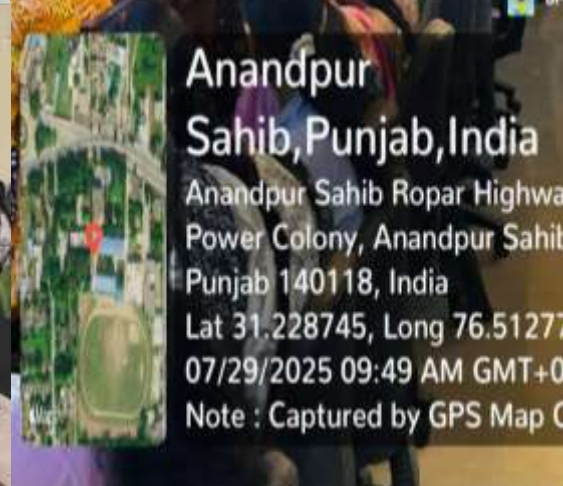 Anandpur
Sahib,Punjab,India
Anandpur Sahib Ropar Highwa
Power Colony, Anandpur Sahib
Punjab 140118, India
Lat 31.228745, Long 76.51277
07/29/2025 09:49 AM GMT+0
Note : Captured by GPS Map C